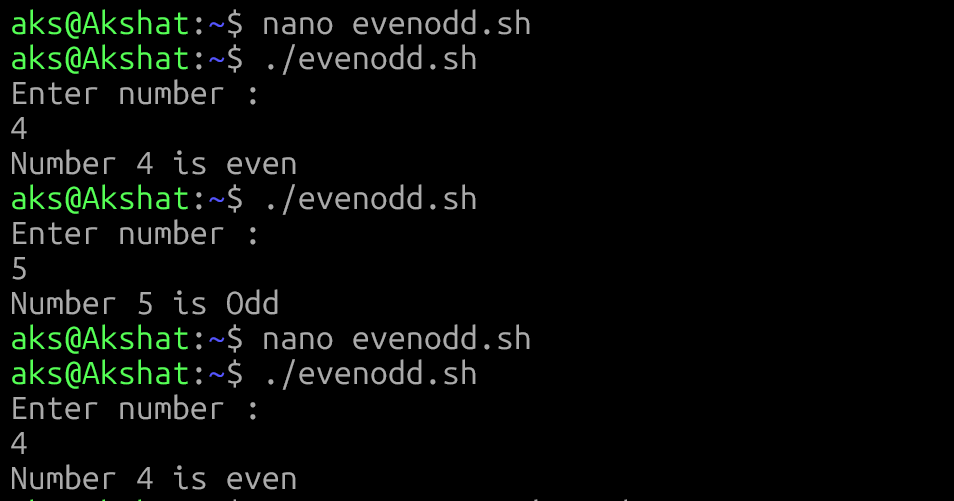 aks@Akshat:~$ nano evenodd.sh
aks@Akshat:~$ ./evenodd.sh
Enter number :
4
Number 4 is even
aks@Akshat:~$ ./evenodd.sh
Enter number :
5
Number 5 is Odd
aks@Akshat:~$ nano evenodd.sh
aks@Akshat:~$ ./evenodd.sh
Enter number :
4
Number 4 is even